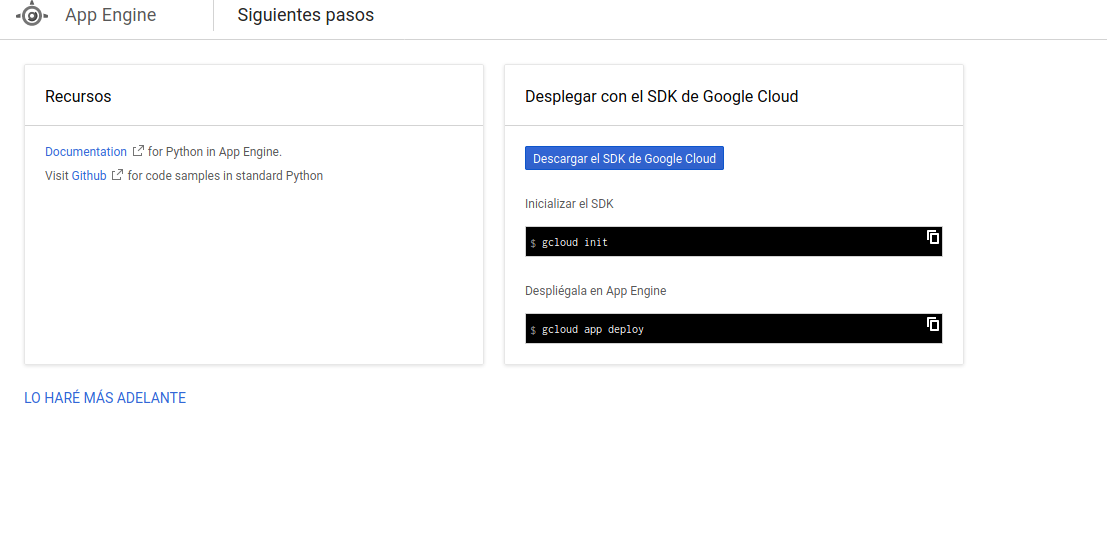 App Engine
Siguientes pasos
Recursos
Documentation for Python in App Engine.
Visit Github for code samples in standard Python
Desplegar con el SDK de Google Cloud
Descargar el SDK de Google Cloud
Inicializar el SDK
$ gcloud init
Despliégala en App Engine
$ gcloud app deploy
LO HARÉ MÁS ADELANTE